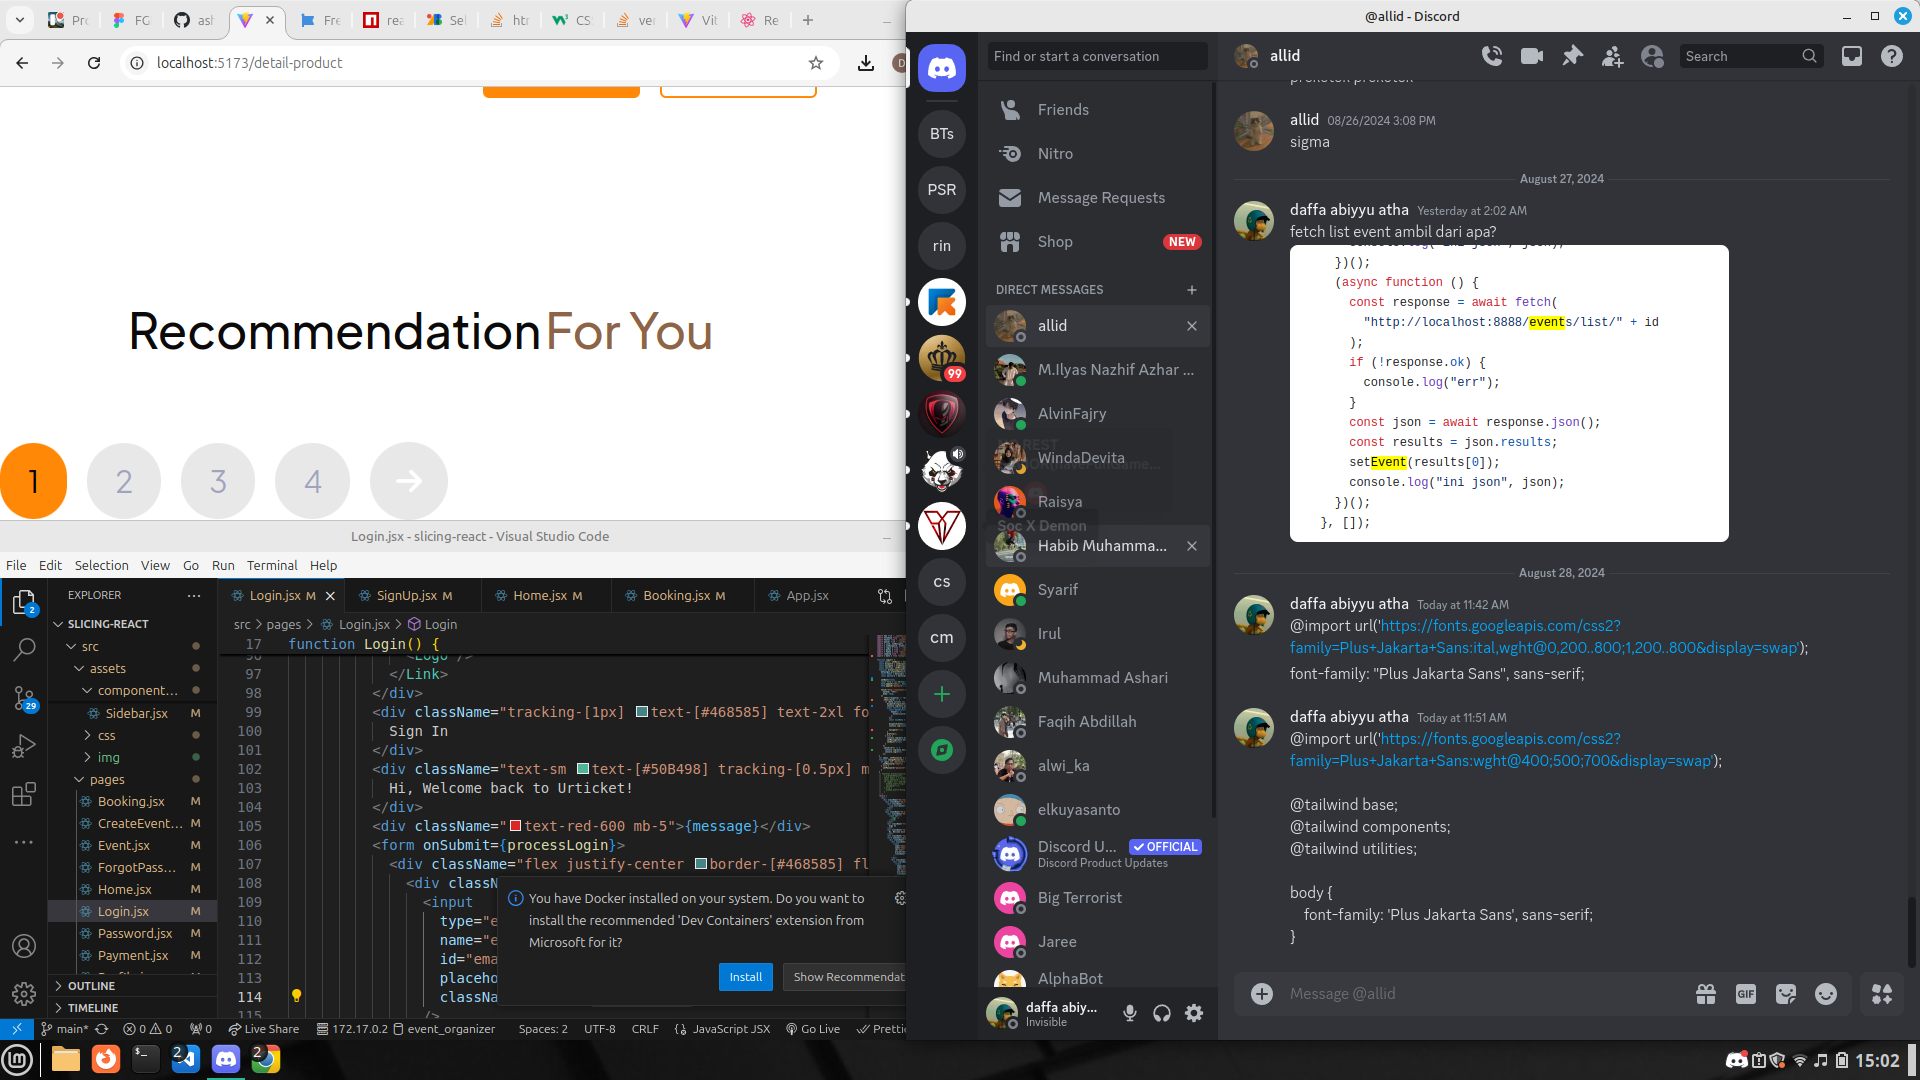 Pro
FG
ash
Fre
rea
Sel
htr
CS
ver
Vit
Re
localhost:5173/detail-product
D
Recommendation For You
1
2
3
4
Login.jsx - slicing-react - Visual Studio Code
File Edit Selection View Go Run Terminal Help
EXPLORER
SLICING-REACT
src
assets
component...
Sidebar.jsx M
css
img
pages
Booking.jsx M
CreateEvent... M
Event.jsx M
ForgotPass... M
Home.jsx M
Login.jsx M
Password.jsx M
Payment.jsx M
OUTLINE
TIMELINE
2
29
Login.jsx M
SignUp.jsx M
Home.jsx M
Booking.jsx M
App.jsx
src > pages > Login.jsx > Login
17 function Login() {
96 <Logo />
97 </Link>
98 </div>
99 <div className="tracking-[1px] text-[#468585] text-2xl fo
100 Sign In
101 </div>
102 <div className="text-sm text-[#50B498] tracking-[0.5px] m
103 Hi, Welcome back to Urticket!
104 </div>
105 <div className="text-red-600 mb-5">{message}</div>
106 <form onSubmit={processLogin}>
107 <div className="flex justify-center border-[#468585] fl
108 <div classN
109 <input
110 type="e
111 name="e
112 id="ema
113 placeho
114 classNa
115 />
You have Docker installed on your system. Do you want to
install the recommended 'Dev Containers' extension from
Microsoft for it?
Install
Show Recommendat
main*
0
0
0
Live Share
172.17.0.2
event_organizer
Spaces: 2
UTF-8
CRLF
JavaScript JSX
Go Live
Pretti
@allid - Discord
Find or start a conversation
Friends
Nitro
Message Requests
Shop NEW
DIRECT MESSAGES
allid
M.Ilyas Nazhif Azhar ...
AlvinFajry
WindaDevita
Raisya
Soc X Demon
Habib Muhamma...
Syarif
Irul
Muhammad Ashari
Faqih Abdillah
alwi_ka
elkuyasanto
Discord U... OFFICIAL
Discord Product Updates
Big Terrorist
Jaree
AlphaBot
daffa abiy...
Invisible
BTs
PSR
rin
99
cs
cm
allid
Search
allid 08/26/2024 3:08 PM
sigma
August 27, 2024
daffa abiyyu atha Yesterday at 2:02 AM
fetch list event ambil dari apa?
})();
(async function () {
const response = await fetch(
"http://localhost:8888/events/list/" + id
);
if (!response.ok) {
console.log("err");
}
const json = await response.json();
const results = json.results;
setEvent(results[0]);
console.log("ini json", json);
})();
}, []);
August 28, 2024
daffa abiyyu atha Today at 11:42 AM
@import url('https://fonts.googleapis.com/css2?
family=Plus+Jakarta+Sans:ital,wght@0,200..800;1,200..800&display=swap');
font-family: "Plus Jakarta Sans", sans-serif;
daffa abiyyu atha Today at 11:51 AM
@import url('https://fonts.googleapis.com/css2?
family=Plus+Jakarta+Sans:wght@400;500;700&display=swap');
@tailwind base;
@tailwind components;
@tailwind utilities;
body {
font-family: 'Plus Jakarta Sans', sans-serif;
}
Message @allid
GIF
2
2
15:02